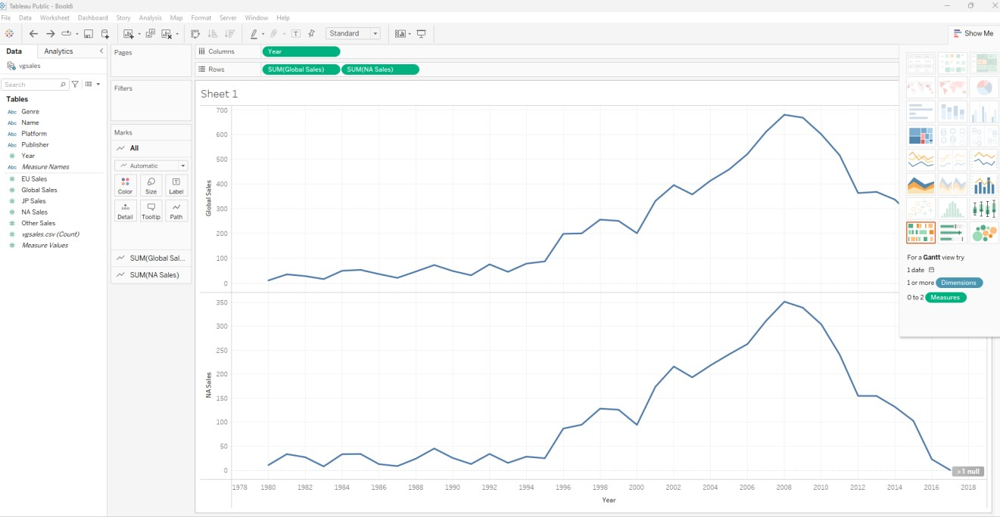 Tableau Public - Book6
File Data Worksheet Dashboard Story Analysis Map Format Server Window Help
Standard
Show Me
Data Analytics
vgsales
Search
Tables
Abc Genre
Abc Name
Abc Platform
Abc Publisher
# Year
Abc Measure Names
# EU Sales
# Global Sales
# JP Sales
# NA Sales
# Other Sales
# vgsales.csv (Count)
# Measure Values
Pages
Filters
Marks
All
Automatic
Color Size Label
Detail Tooltip Path
SUM(Global Sal...
SUM(NA Sales)
Columns Year
Rows SUM(Global Sales) SUM(NA Sales)
Sheet 1
Global Sales
700
600
500
400
300
200
100
0
NA Sales
350
300
250
200
150
100
50
0
>1 null
1978 1980 1982 1984 1986 1988 1990 1992 1994 1996 1998 2000 2002 2004 2006 2008 2010 2012 2014 2016 2018
Year
For a Gantt view try
1 date
1 or more Dimensions
0 to 2 Measures